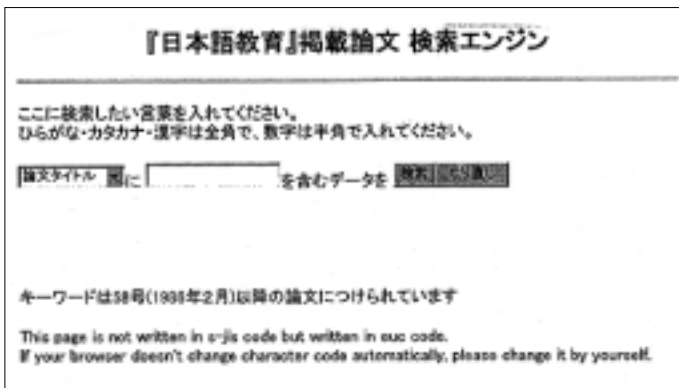 『日本語教育』掲載論文 検索エンジン
ここに検索したい言葉を入れてください。
ひらがな・カタカナ・漢字は全角で、数字は半角で入れてください。
論文タイトル に を含むデータを 検索 やり直し
キーワードは58号(1986年2月)以降の論文につけられています
This page is not written in s-jis code but written in euc code.
If your browser doesn't change character code automatically, please change it by yourself.